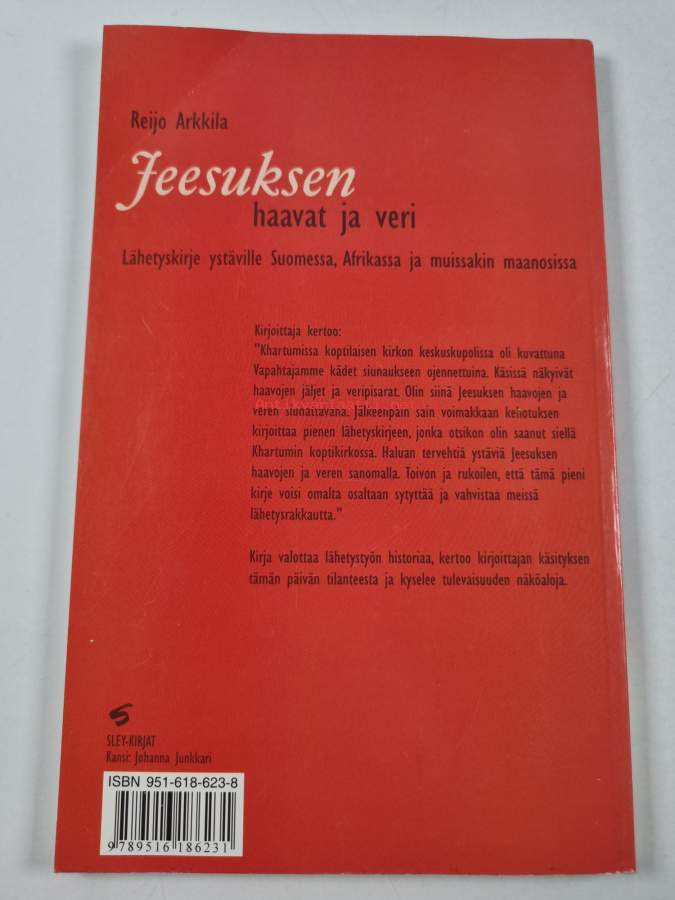 Reijo Arkkila
Jeesuksen
haavat ja veri
Lähetyskirje ystäville Suomessa, Afrikassa ja muissakin maanosissa
Kirjoittaja kertoo:
"Khartumissa koptilaisen kirkon keskuskupolissa oli kuvattuna
Vapahtajamme kädet siunaukseen ojennettuina. Käsissä näkyivät
haavojen jäljet ja veripisarat. Olin siinä Jeesuksen haavojen ja
veren siunattavana. Jälkeenpäin sain voimakkaan kehotuksen
kirjoittaa pienen lähetyskirjeen, jonka otsikon olin saanut siellä
Khartumin koptikirkossa. Haluan tervehtiä ystäviä Jeesuksen
haavojen ja veren sanomalla. Toivon ja rukoilen, että tämä pieni
kirje voisi omalta osaltaan sytyttää ja vahvistaa meissä
lähetysrakkautta."
Kirja valottaa lähetystyön historiaa, kertoo kirjoittajan käsityksen
tämän päivän tilanteesta ja kyselee tulevaisuuden näköaloja.
SLEY-KIRJAT
Kansi: Johanna Junkkari
ISBN 951-618-623-8
9 789516 186231